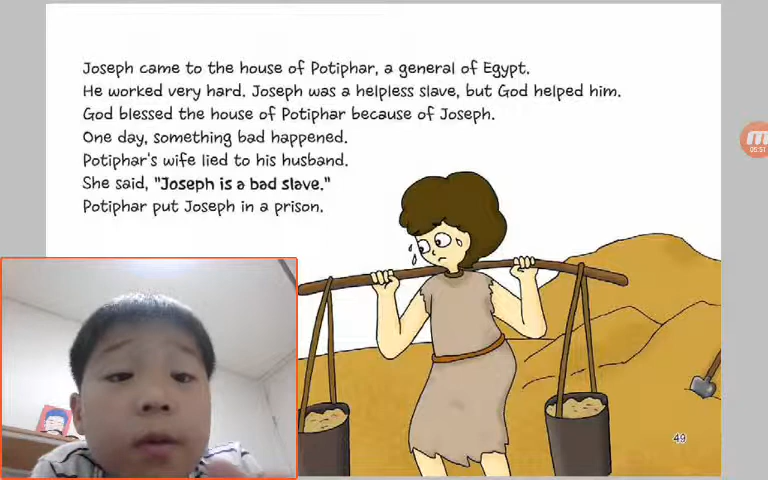 Joseph came to the house of Potiphar, a general of Egypt.
He worked very hard. Joseph was a helpless slave, but God helped him.
God blessed the house of Potiphar because of Joseph.
One day, something bad happened.
Potiphar's wife lied to his husband.
She said, "Joseph is a bad slave."
Potiphar put Joseph in a prison.
05:51
49